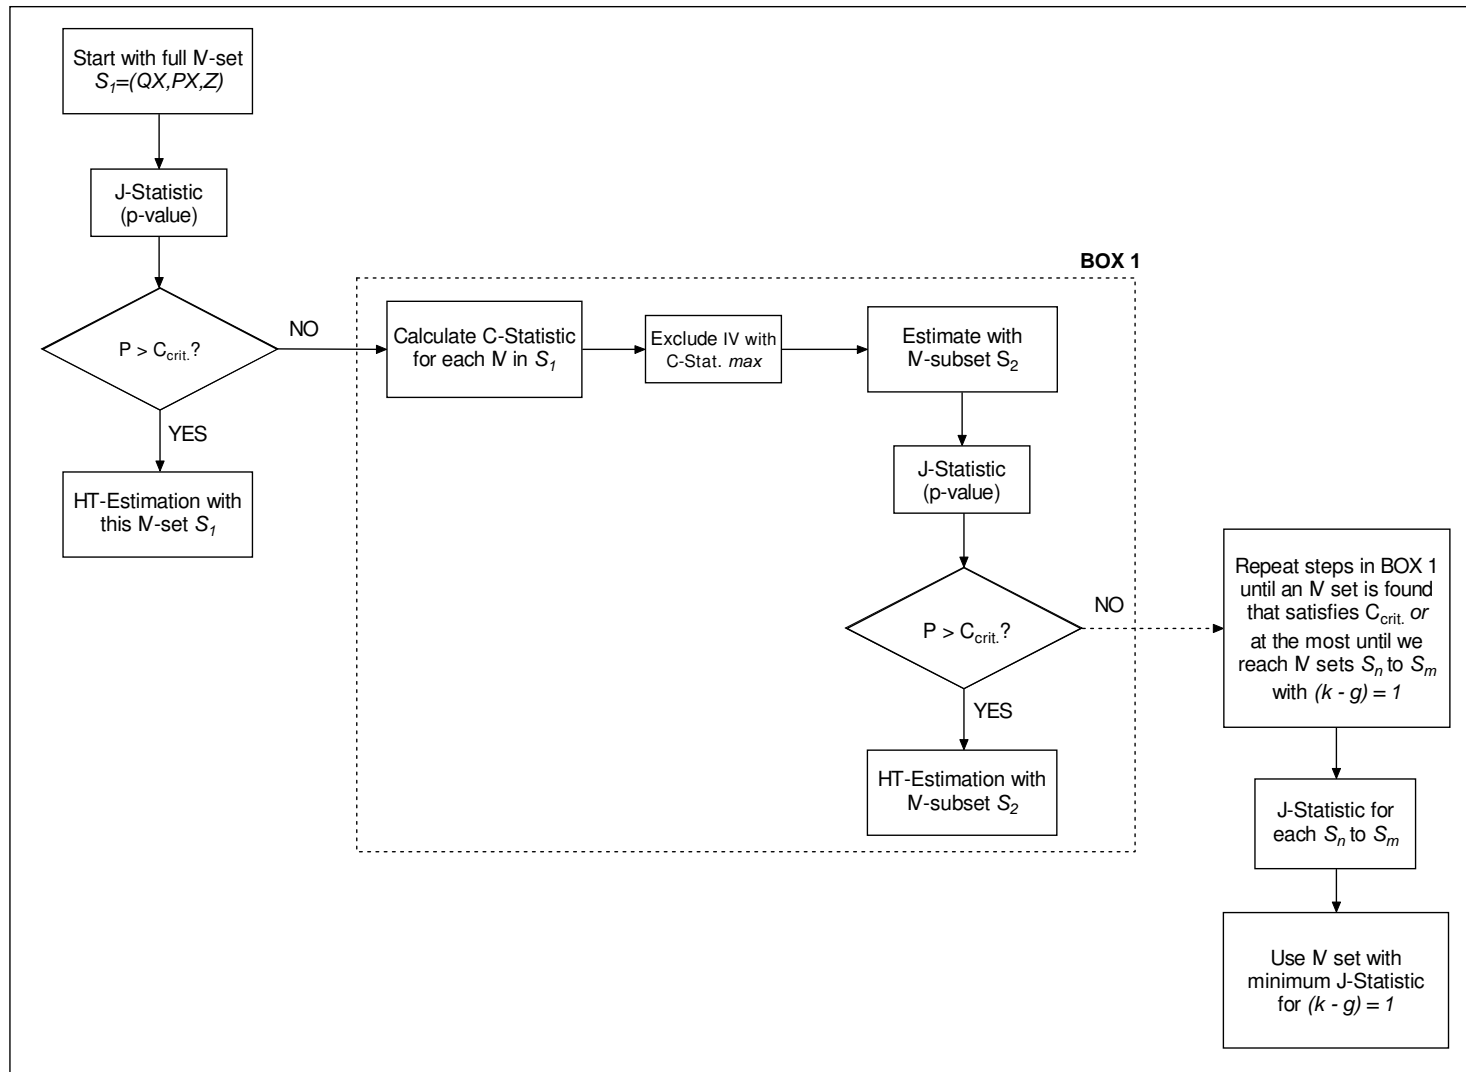 Start with full IV-set
S1=(QX,PX,Z)
J-Statistic
(p-value)
P > Ccrit.?
NO
YES
HT-Estimation with
this IV-set S1
BOX 1
Calculate C-Statistic
for each IV in S1
Exclude IV with
C-Stat. max
Estimate with
IV-subset S2
J-Statistic
(p-value)
P > Ccrit.?
NO
YES
HT-Estimation with
IV-subset S2
Repeat steps in BOX 1
until an IV set is found
that satisfies Ccrit. or
at the most until we
reach IV sets Sn to Sm
with (k - g) = 1
J-Statistic for
each Sn to Sm
Use IV set with
minimum J-Statistic
for (k - g) = 1